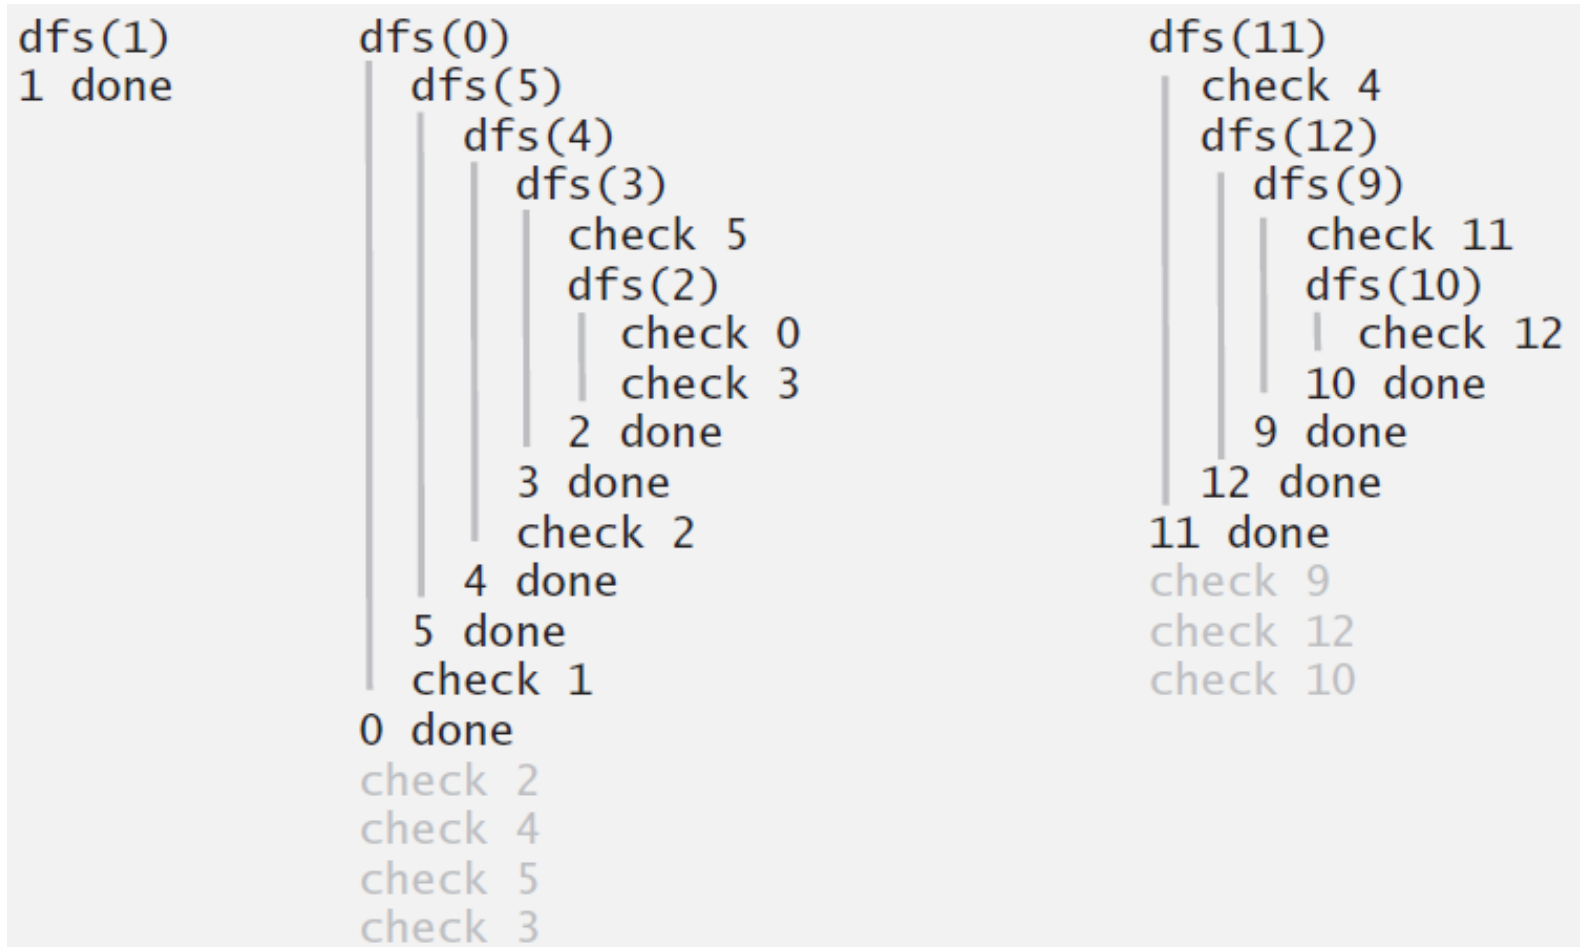 dfs(1)
1 done
dfs(0)
dfs(5)
dfs(4)
dfs(3)
check 5
dfs(2)
check 0
check 3
2 done
3 done
check 2
4 done
5 done
check 1
0 done
check 2
check 4
check 5
check 3
dfs(11)
check 4
dfs(12)
dfs(9)
check 11
dfs(10)
check 12
10 done
9 done
12 done
11 done
check 9
check 12
check 10